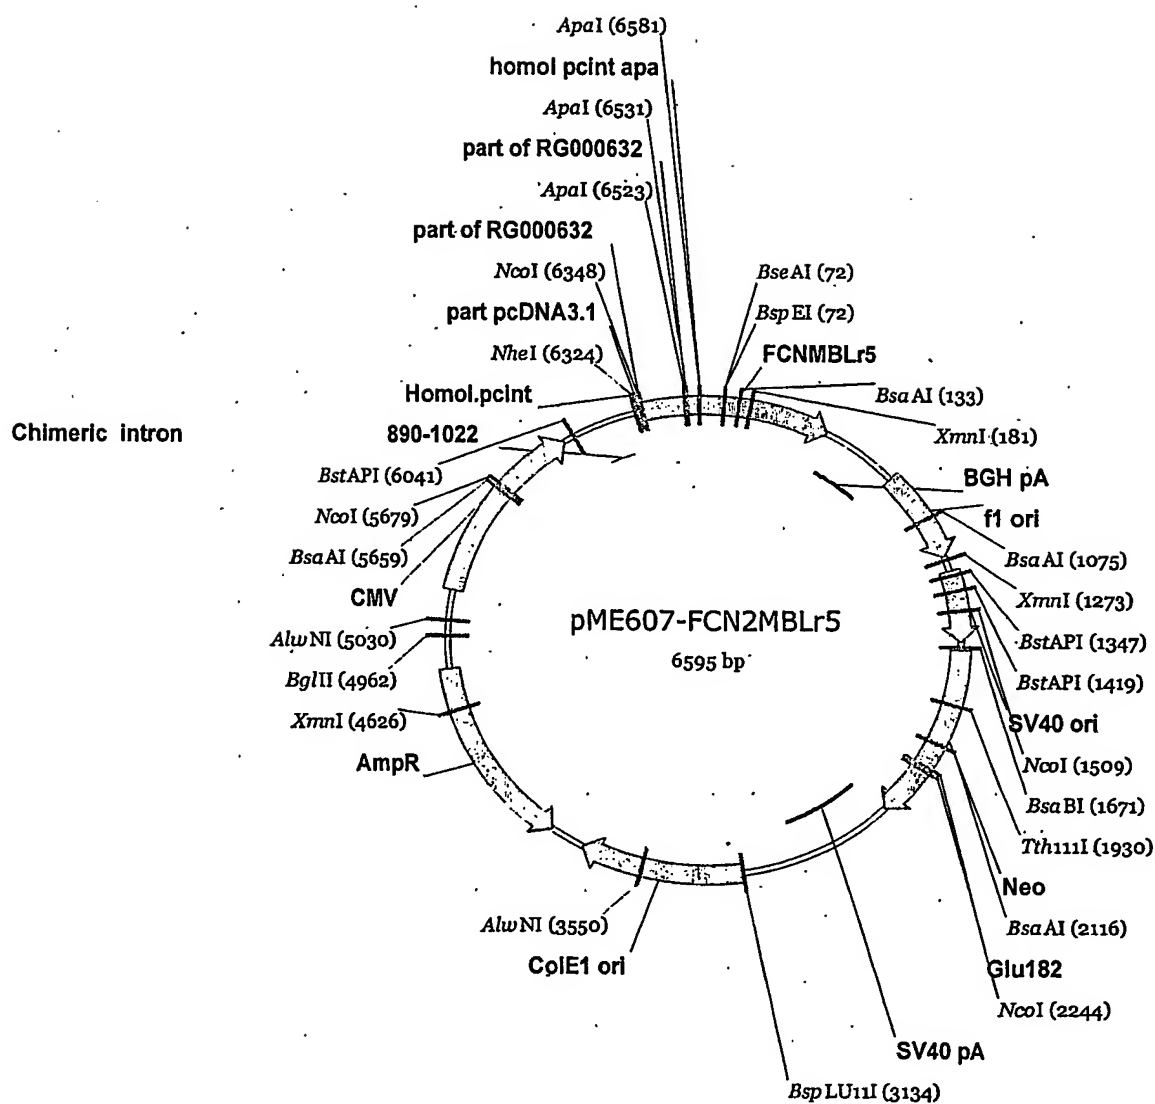 ApaI (6581)
homol pcint apa
ApaI (6531)
part of RG000632
ApaI (6523)
part of RG000632
NcoI (6348)
part pcDNA3.1
NheI (6324)
Homol.pcint
Chimeric intron
890-1022
BstAPI (6041)
NcoI (5679)
BsaAI (5659)
CMV
AlwNI (5030)
BglII (4962)
XmnI (4626)
AmpR
AlwNI (3550)
ColE1 ori
BseAI (72)
BspEI (72)
FCNMBLr5
BsaAI (133)
XmnI (181)
BGH pA
f1 ori
BsaAI (1075)
XmnI (1273)
BstAPI (1347)
BstAPI (1419)
SV40 ori
NcoI (1509)
BsaBI (1671)
Tth111I (1930)
Neo
BsaAI (2116)
Glu182
NcoI (2244)
SV40 pA
BspLU11I (3134)
pME607-FCN2MBLr5
6595 bp